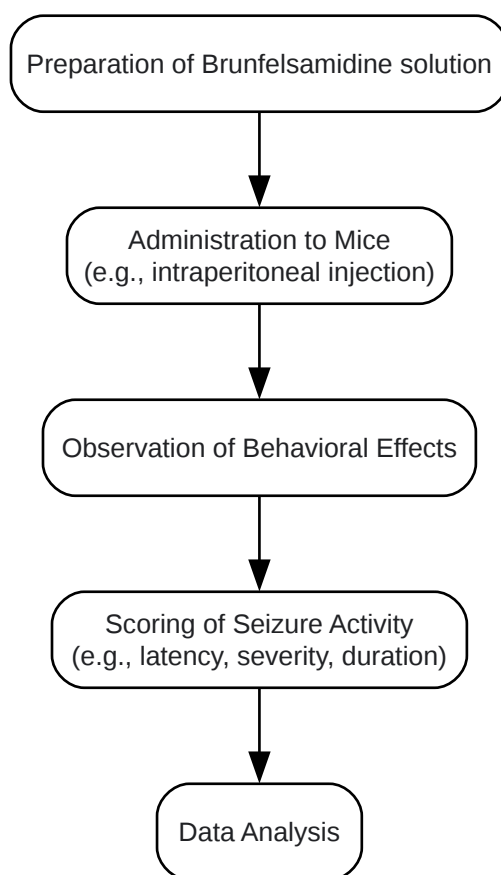 Preparation of Brunfelsamidine solution
Administration to Mice
(e.g., intraperitoneal injection)
Observation of Behavioral Effects
Scoring of Seizure Activity
(e.g., latency, severity, duration)
Data Analysis